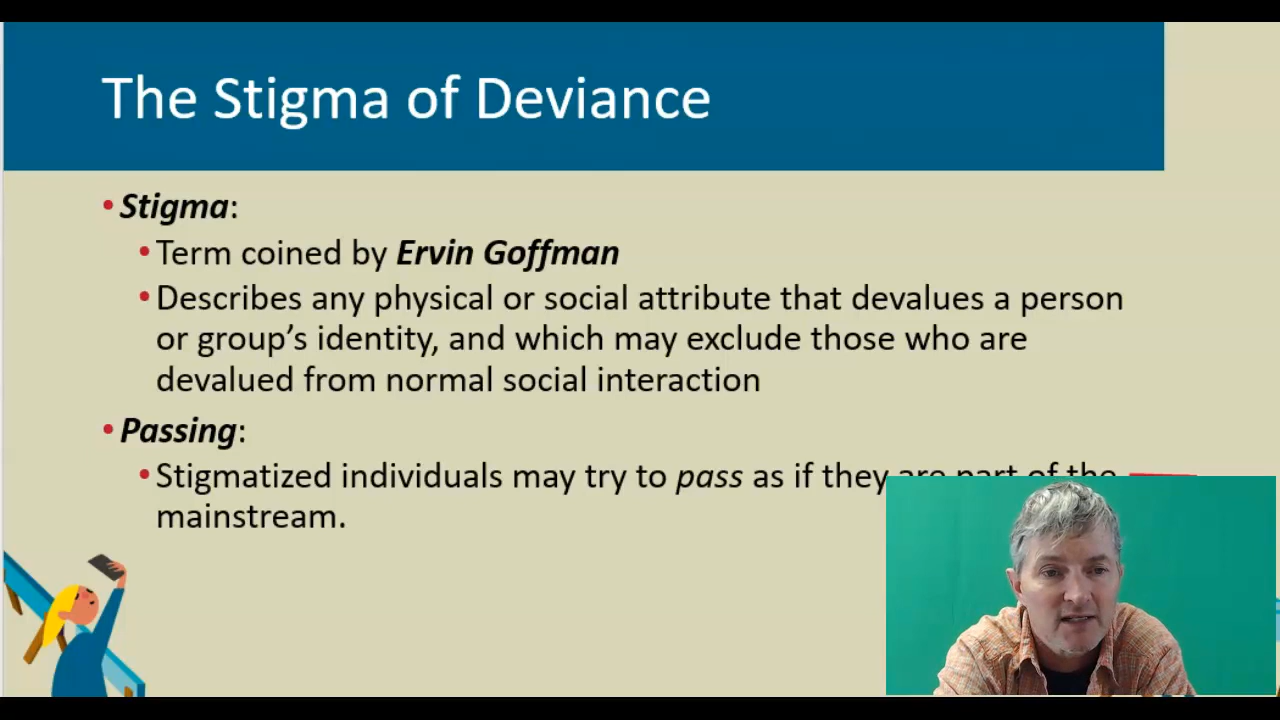 The Stigma of Deviance
• Stigma:
• Term coined by Ervin Goffman
• Describes any physical or social attribute that devalues a person
or group's identity, and which may exclude those who are
devalued from normal social interaction
• Passing:
• Stigmatized individuals may try to pass as if they are part of the
mainstream.